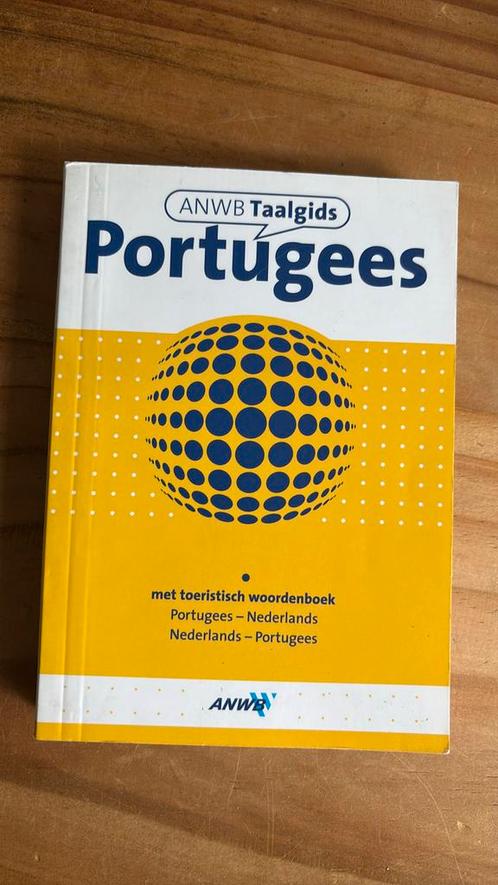 ANWB Taalgids
Portugees
met toeristisch woordenboek
Portugees – Nederlands
Nederlands – Portugees
ANWB